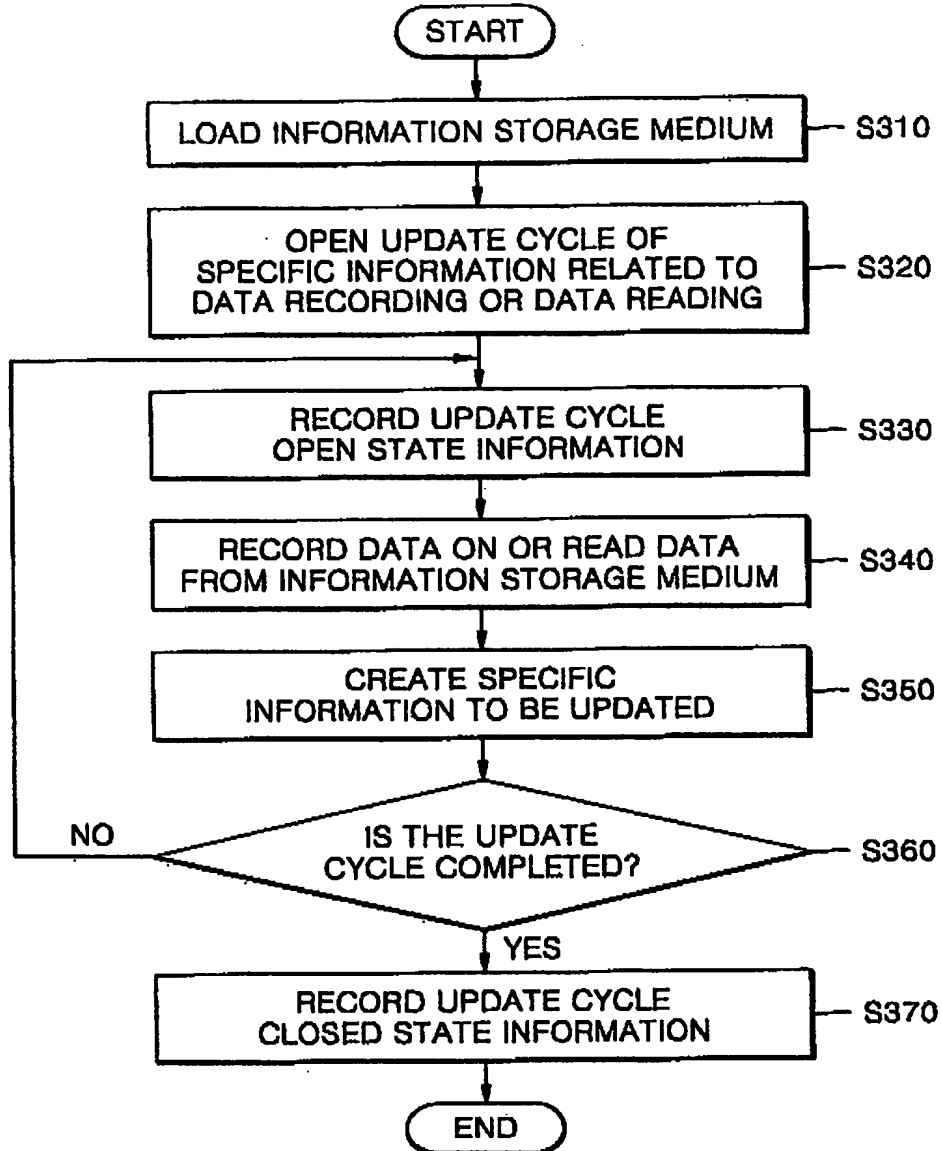 START
LOAD INFORMATION STORAGE MEDIUM
S310
OPEN UPDATE CYCLE OF
SPECIFIC INFORMATION RELATED TO
DATA RECORDING OR DATA READING
S320
RECORD UPDATE CYCLE
OPEN STATE INFORMATION
S330
RECORD DATA ON OR READ DATA
FROM INFORMATION STORAGE MEDIUM
S340
CREATE SPECIFIC
INFORMATION TO BE UPDATED
S350
NO
IS THE UPDATE
CYCLE COMPLETED?
S360
YES
RECORD UPDATE CYCLE
CLOSED STATE INFORMATION
S370
END